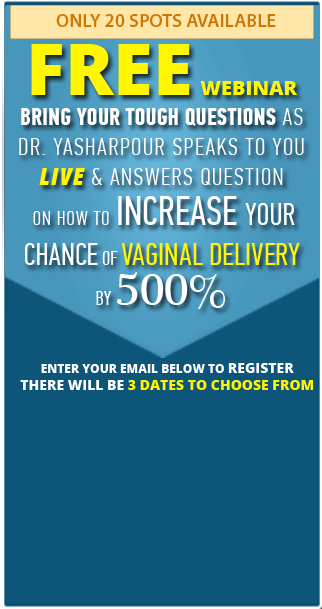 ONLY 20 SPOTS AVAILABLE
FREE WEBINAR
BRING YOUR TOUGH QUESTIONS AS
DR. YASHARPOUR SPEAKS TO YOU
LIVE & ANSWERS QUESTION
ON HOW TO INCREASE YOUR
CHANCE OF VAGINAL DELIVERY
BY 500%
ENTER YOUR EMAIL BELOW TO REGISTER
THERE WILL BE 3 DATES TO CHOOSE FROM